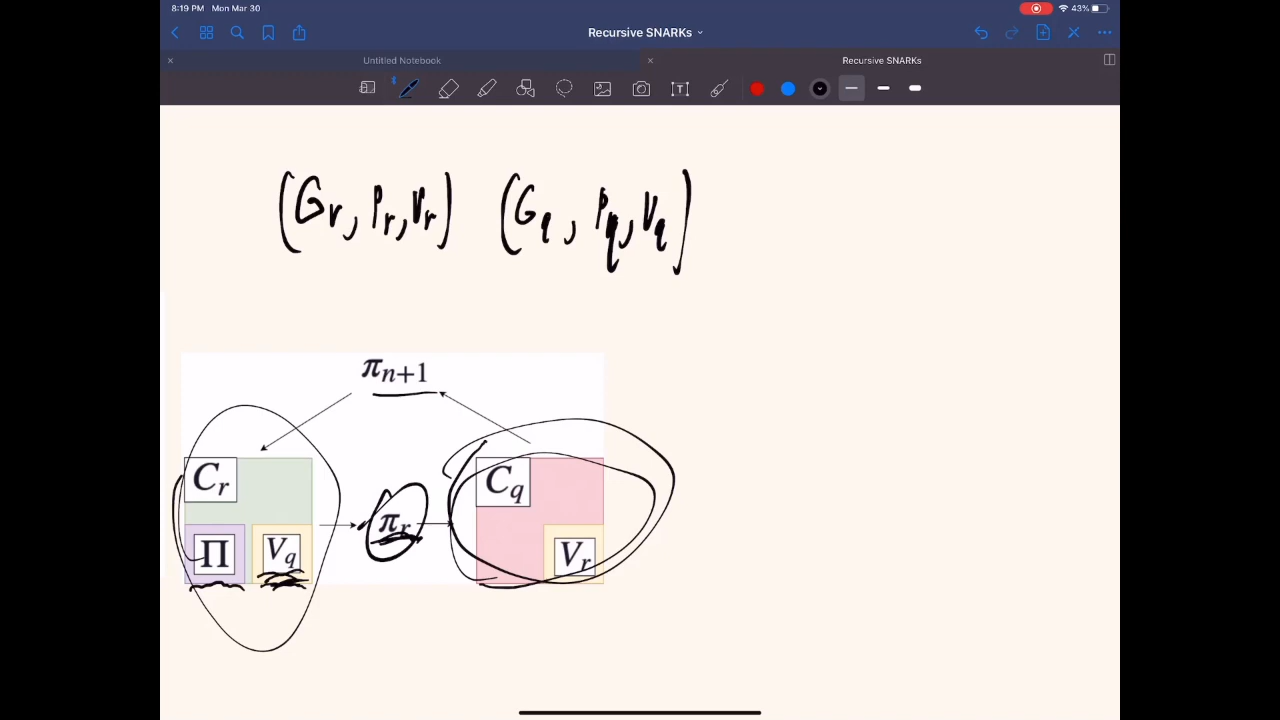 8:19 PM Mon Mar 30
43%
Recursive SNARKs
Untitled Notebook
Recursive SNARKs
T
(Gr, Pr, Vr) (Gq, Pq, Vq)
πn+1
Cr
Cq
πr
Π
Vq
Vr